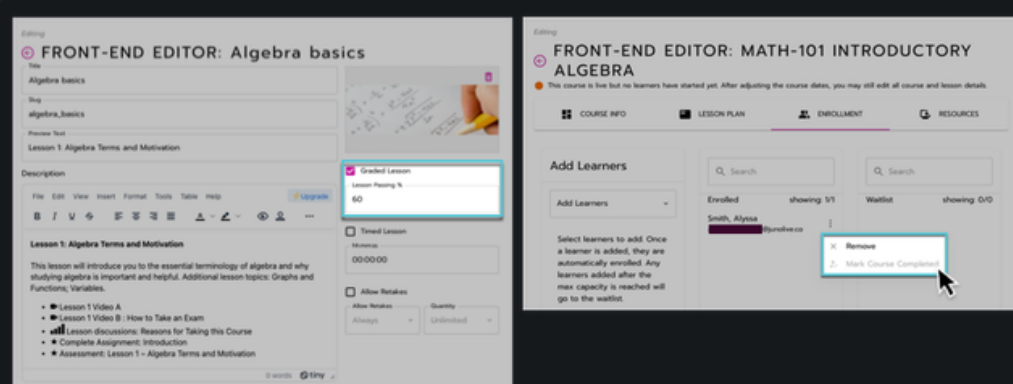 Editing
FRONT-END EDITOR: Algebra basics
Title
Algebra basics
Slug
algebra_basics
Preview Text
Lesson 1: Algebra Terms and Motivation
Description
File Edit View Insert Format Tools Table Help
Upgrade
B I U S A
Lesson 1: Algebra Terms and Motivation
This lesson will introduce you to the essential terminology of algebra and why
studying algebra is important and helpful. Additional lesson topics: Graphs and
Functions; Variables.
Lesson 1 Video A
Lesson 1 Video B : How to Take an Exam
Lesson discussions: Reasons for Taking this Course
Complete Assignment: Introduction
Assessment: Lesson 1 – Algebra Terms and Motivation
0 words tiny
Graded Lesson
Lesson Passing %
60
Timed Lesson
00:00:00
Allow Retakes
Allow Retakes
Always
Quantity
Unlimited
Editing
FRONT-END EDITOR: MATH-101 INTRODUCTORY
ALGEBRA
This course is live but no learners have started yet. After adjusting the course dates, you may still edit all course and lesson details.
COURSE INFO
LESSON PLAN
ENROLLMENT
RESOURCES
Add Learners
Add Learners
Select learners to add. Once
a learner is added, they are
automatically enrolled. Any
learners added after the
max capacity is reached will
go to the waitlist.
Search
Enrolled showing 1/1
Smith, Alyssa
@junolive.co
Remove
Mark Course Completed
Search
Waitlist showing: 0/0